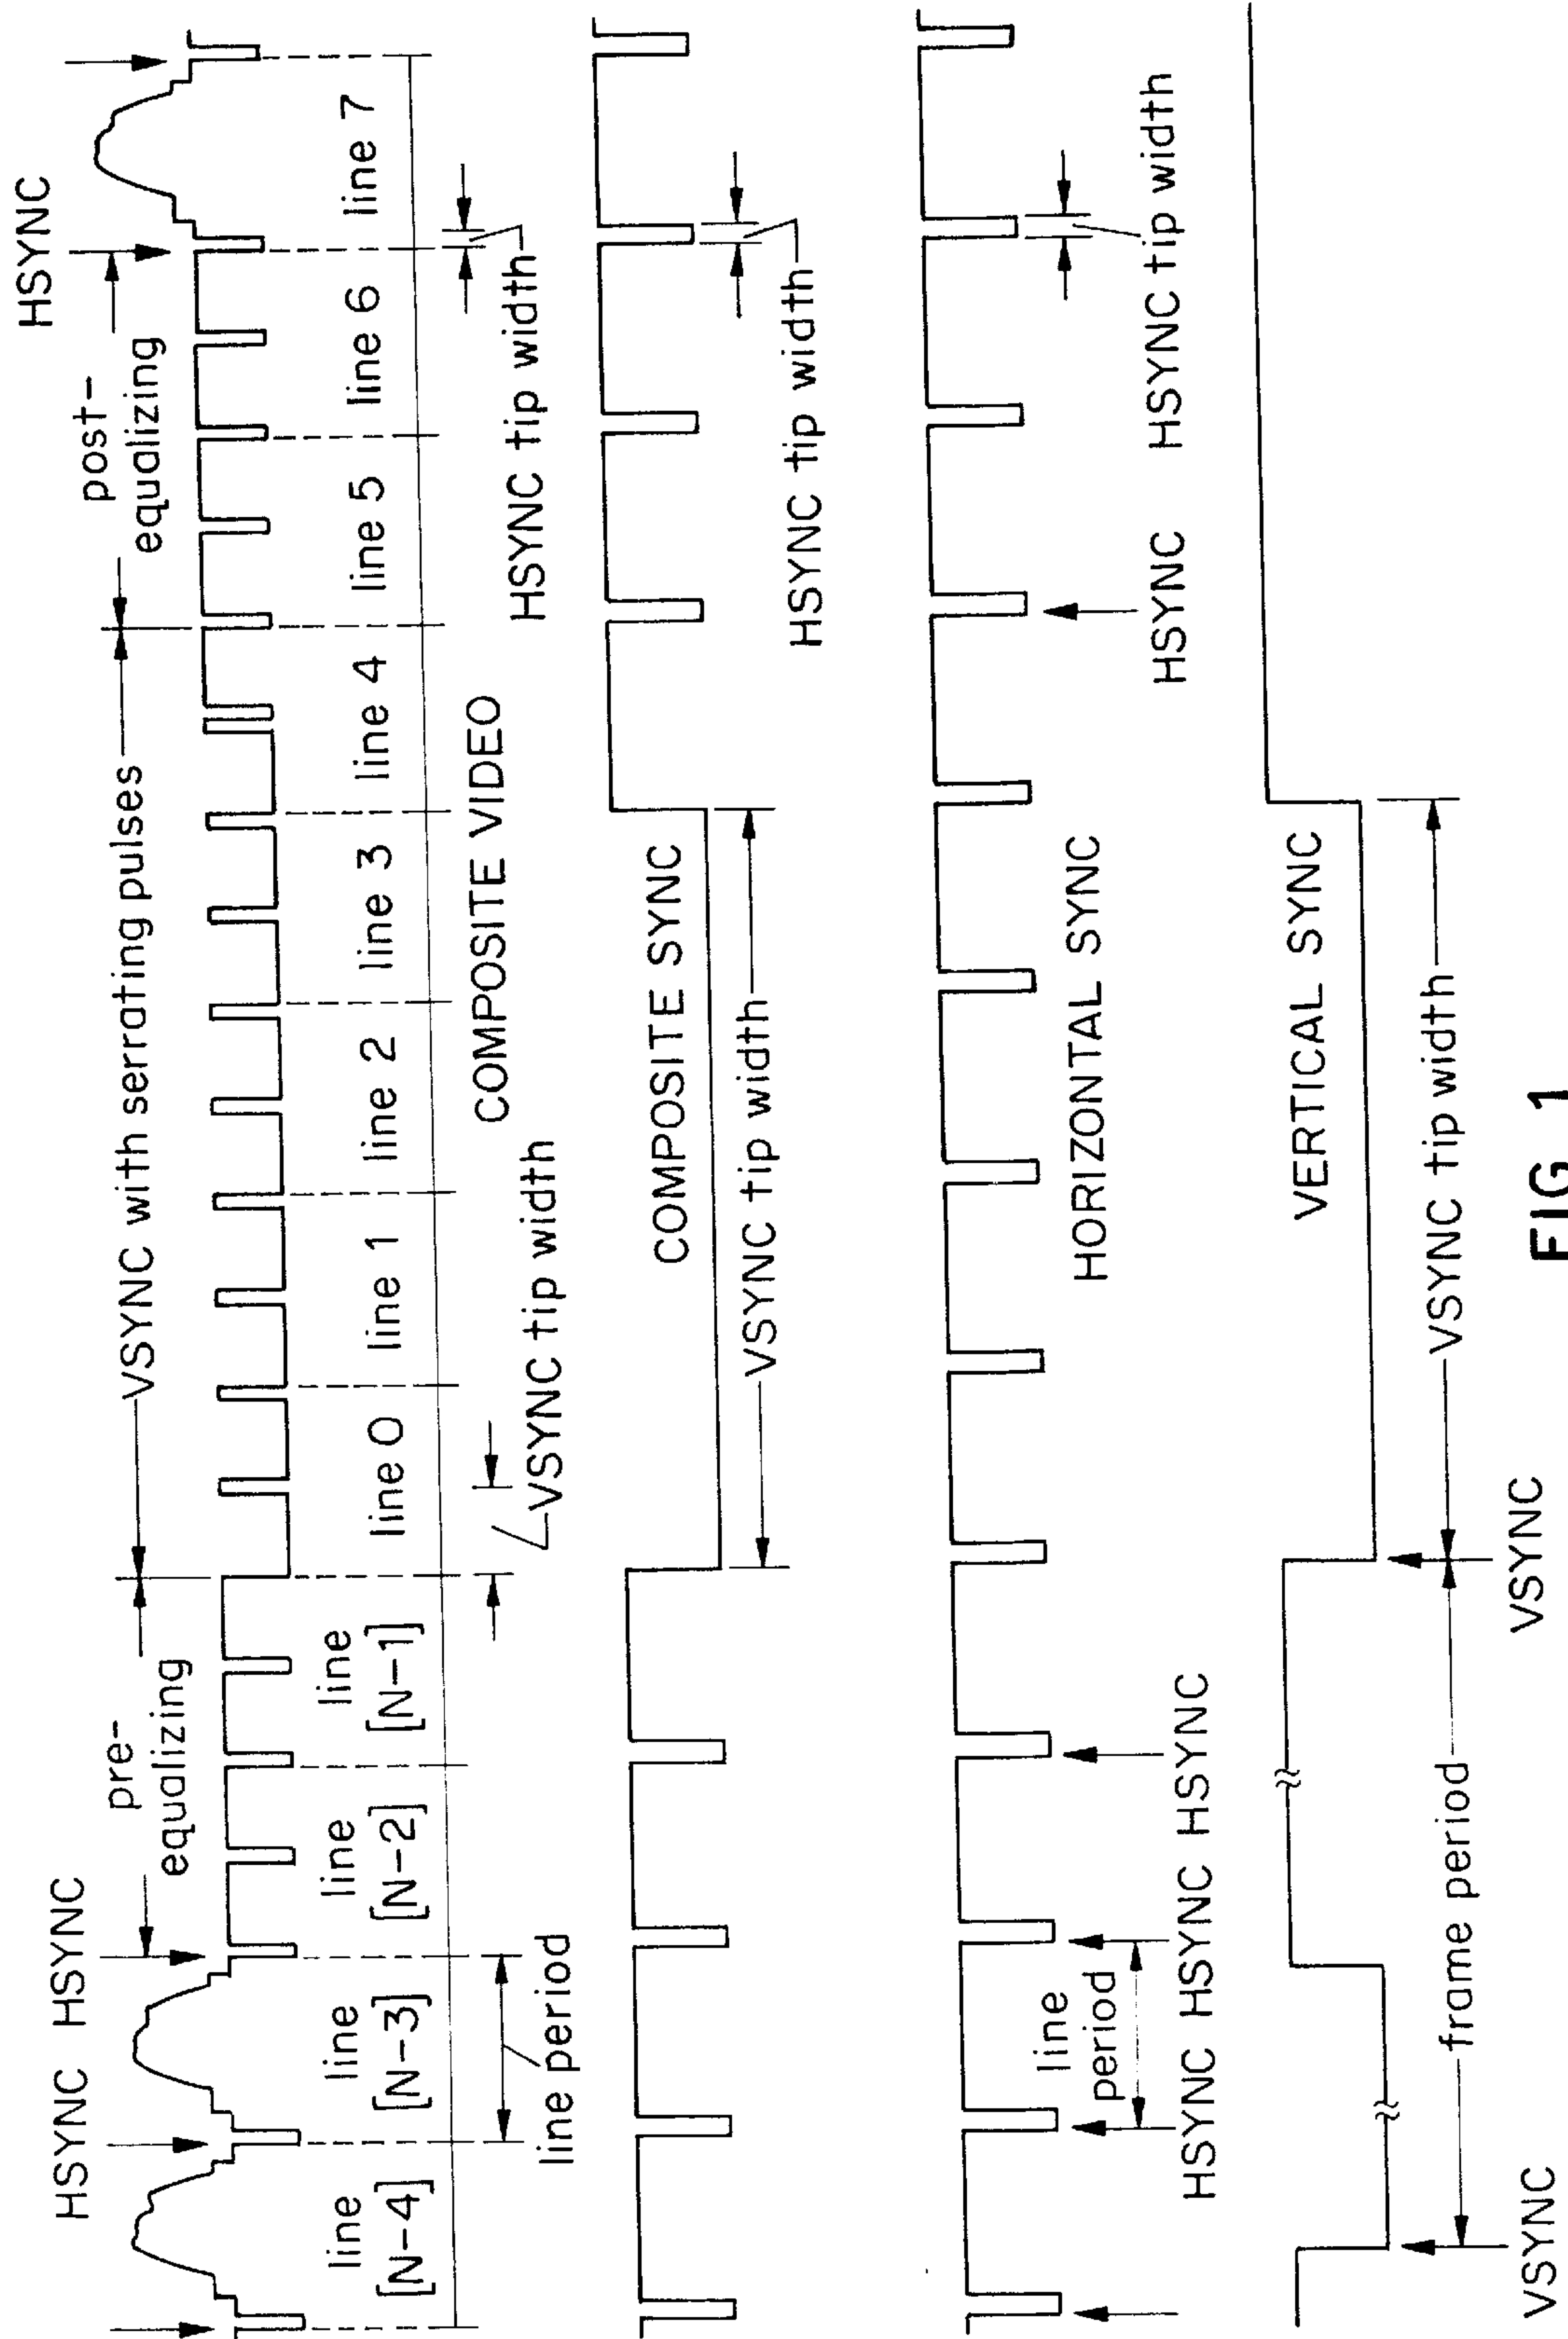 HSYNC HSYNC
HSYNC
pre-
equalizing
VSYNC with serrating pulses
post-
equalizing
line
[N-4]
line
[N-3]
line
[N-2]
line
[N-1]
line 0
line 1
line 2
line 3
line 4
line 5
line 6
line 7
line period
VSYNC tip width
COMPOSITE VIDEO
HSYNC tip width
COMPOSITE SYNC
VSYNC tip width
HSYNC tip width
line
period
HSYNC HSYNC HSYNC
HORIZONTAL SYNC
HSYNC
HSYNC tip width
VERTICAL SYNC
frame period
VSYNC tip width
VSYNC
VSYNC
FIG. 1